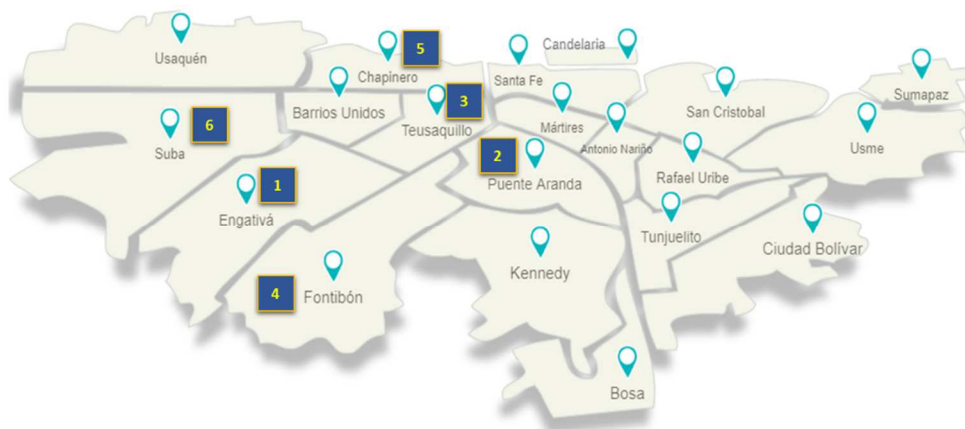 Usaquén
5
Chapinero
Candelaría
Santa Fe
Sumapaz
Barrios Unidos
3
Teusaquillo
Mártires
San Cristobal
6
Suba
Antonio Nariño
Usme
2
Puente Aranda
Rafael Uribe
1
Engativá
Tunjuelito
Ciudad Bolívar
4
Fontibón
Kennedy
Bosa